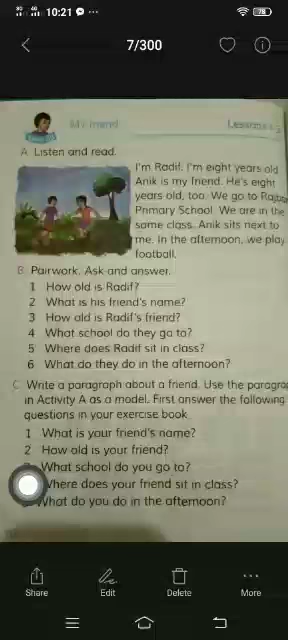 10:21
78
7/300
My friend
Lessons 1-3
A Listen and read.
I'm Radif. I'm eight years old
Anik is my friend. He's eight
years old, too. We go to
Primary School. We are in the
same class. Anik sits next to
me. In the afternoon, we play
football.
B Pairwork. Ask and answer.
1 How old is Radif?
2 What is his friend's name?
3 How old is Radif's friend?
4 What school do they go to?
5 Where does Radif sit in class?
6 What do they do in the afternoon?
C Write a paragraph about a friend. Use the paragra
in Activity A as a model. First answer the following
questions in your exercise book.
1 What is your friend's name?
2 How old is your friend?
What school do you go to?
Where does your friend sit in class?
What do you do in the afternoon?
Share
Edit
Delete
More